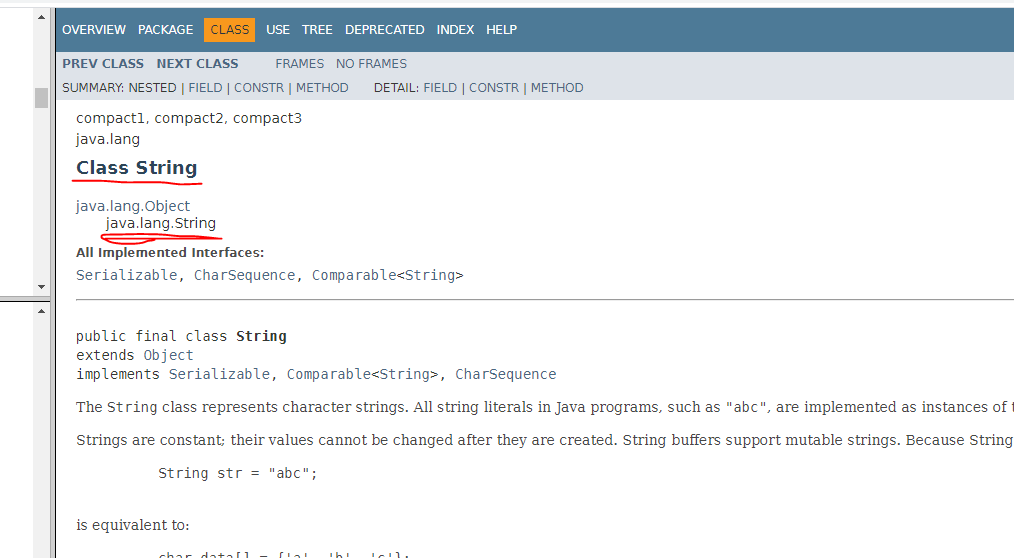 OVERVIEW PACKAGE CLASS USE TREE DEPRECATED INDEX HELP
PREV CLASS NEXT CLASS FRAMES NO FRAMES
SUMMARY: NESTED | FIELD | CONSTR | METHOD DETAIL: FIELD | CONSTR | METHOD
compact1, compact2, compact3
java.lang
Class String
java.lang.Object
java.lang.String
All Implemented Interfaces:
Serializable, CharSequence, Comparable<String>
public final class String
extends Object
implements Serializable, Comparable<String>, CharSequence
The String class represents character strings. All string literals in Java programs, such as "abc", are implemented as instances of
Strings are constant; their values cannot be changed after they are created. String buffers support mutable strings. Because String
String str = "abc";
is equivalent to:
char data[] = {'a', 'b', 'c'};